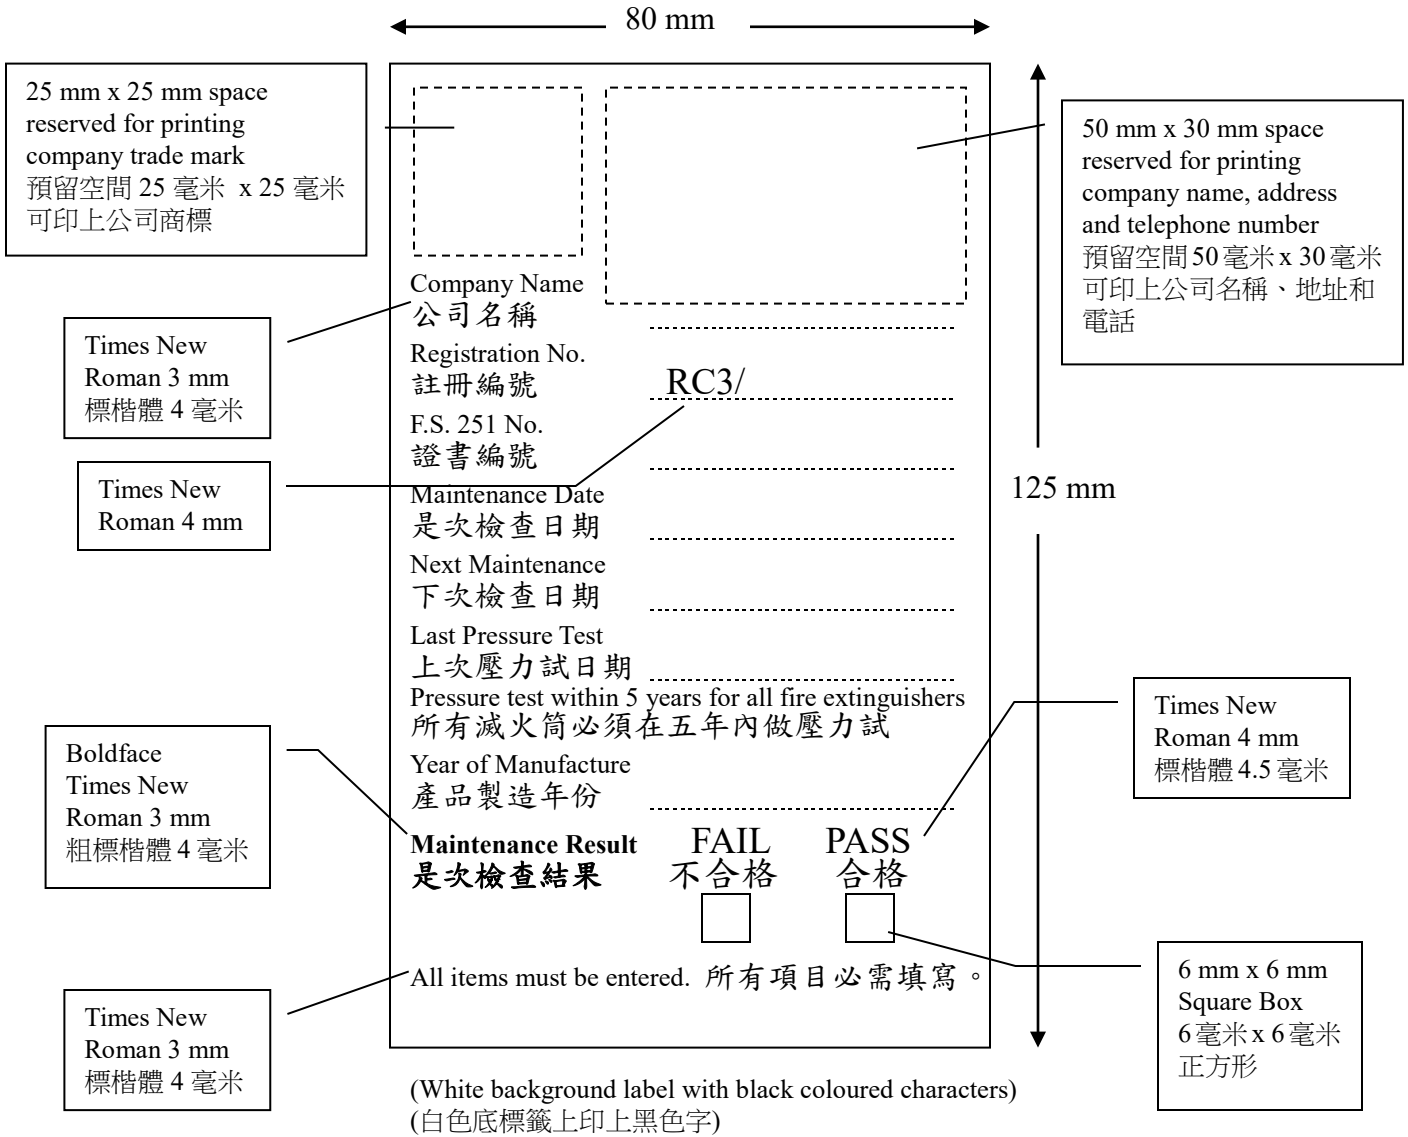 80 mm
25 mm x 25 mm space
reserved for printing
company trade mark
預留空間 25 毫米 x 25 毫米
可印上公司商標
50 mm x 30 mm space
reserved for printing
company name, address
and telephone number
預留空間 50 毫米 x 30 毫米
可印上公司名稱、地址和
電話
Company Name
公司名稱
Times New
Roman 3 mm
標楷體 4 毫米
Registration No.
註冊編號
RC3/
F.S. 251 No.
證書編號
Times New
Roman 4 mm
125 mm
Maintenance Date
是次檢查日期
Next Maintenance
下次檢查日期
Last Pressure Test
上次壓力試日期
Pressure test within 5 years for all fire extinguishers
所有滅火筒必須在五年內做壓力試
Times New
Roman 4 mm
標楷體 4.5 毫米
Boldface
Times New
Roman 3 mm
粗標楷體 4 毫米
Year of Manufacture
產品製造年份
Maintenance Result
是次檢查結果
FAIL
不合格
PASS
合格
All items must be entered. 所有項目必需填寫。
6 mm x 6 mm
Square Box
6 毫米 x 6 毫米
正方形
Times New
Roman 3 mm
標楷體 4 毫米
(White background label with black coloured characters)
(白色底標籤上印上黑色字)